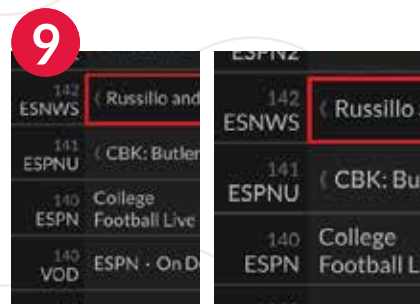 9
142
ESNWS
Russillo and
141
ESPNU
CBK: Butler
140
ESPN
College
Football Live
140
VOD
ESPN · On D
ESPN2
142
ESNWS
Russillo
141
ESPNU
CBK: Bu
140
ESPN
College
Football L